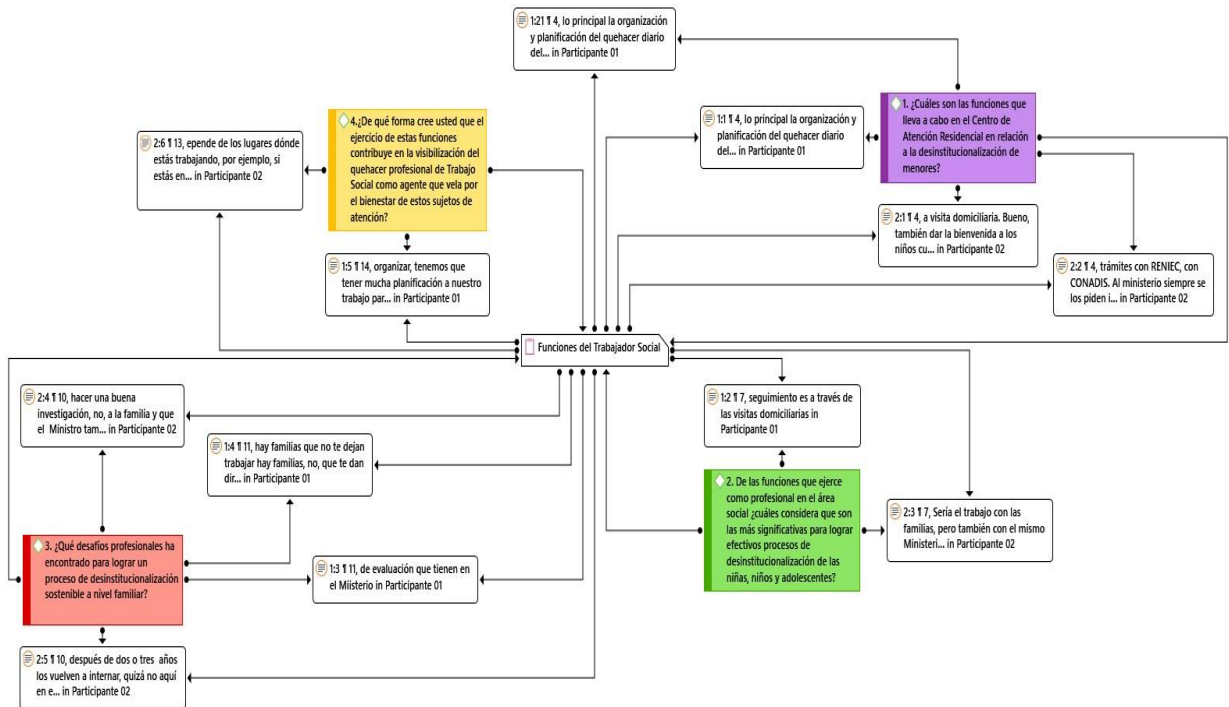 1:21 ¶ 4, lo principal la organización
y planificación del quehacer diario
del... in Participante 01
4.¿De qué forma cree usted que el
ejercicio de estas funciones
contribuye en la visibilización del
quehacer profesional de Trabajo
Social como agente que vela por
el bienestar de estos sujetos de
atención?
1. ¿Cuáles son las funciones que
lleva a cabo en el Centro de
Atención Residencial en relación
a la desinstitucionalización de
menores?
1:1 ¶ 4, lo principal la organización y
planificación del quehacer diario
del... in Participante 01
2:6 ¶ 13, epende de los lugares dónde
estás trabajando, por ejemplo, si
estás en... in Participante 02
2:1 ¶ 4, a visita domiciliaria. Bueno,
también dar la bienvenida a los
niños cu... in Participante 02
1:5 ¶ 14, organizar, tenemos que
tener mucha planificación a nuestro
trabajo par... in Participante 01
2:2 ¶ 4, trámites con RENIEC, con
CONADIS. Al ministerio siempre se
los piden i... in Participante 02
Funciones del Trabajador Social
2:4 ¶ 10, hacer una buena
investigación, no, a la familia y que
el Ministro tam... in Participante 02
1:2 ¶ 7, seguimiento es a través de
las visitas domiciliarias in
Participante 01
1:4 ¶ 11, hay familias que no te dejan
trabajar hay familias, no, que te dan
dir... in Participante 01
2. De las funciones que ejerce
como profesional en el área
social ¿cuáles considera que son
las más significativas para lograr
efectivos procesos de
desinstitucionalización de las
niñas, niños y adolescentes?
2:3 ¶ 7, Sería el trabajo con las
familias, pero también con el mismo
Ministeri... in Participante 02
3. ¿Qué desafíos profesionales ha
encontrado para lograr un
proceso de desinstitucionalización
sostenible a nivel familiar?
1:3 ¶ 11, de evaluación que tienen en
el Miisterio in Participante 01
2:5 ¶ 10, después de dos o tres años
los vuelven a internar, quizá no aquí
en e... in Participante 02